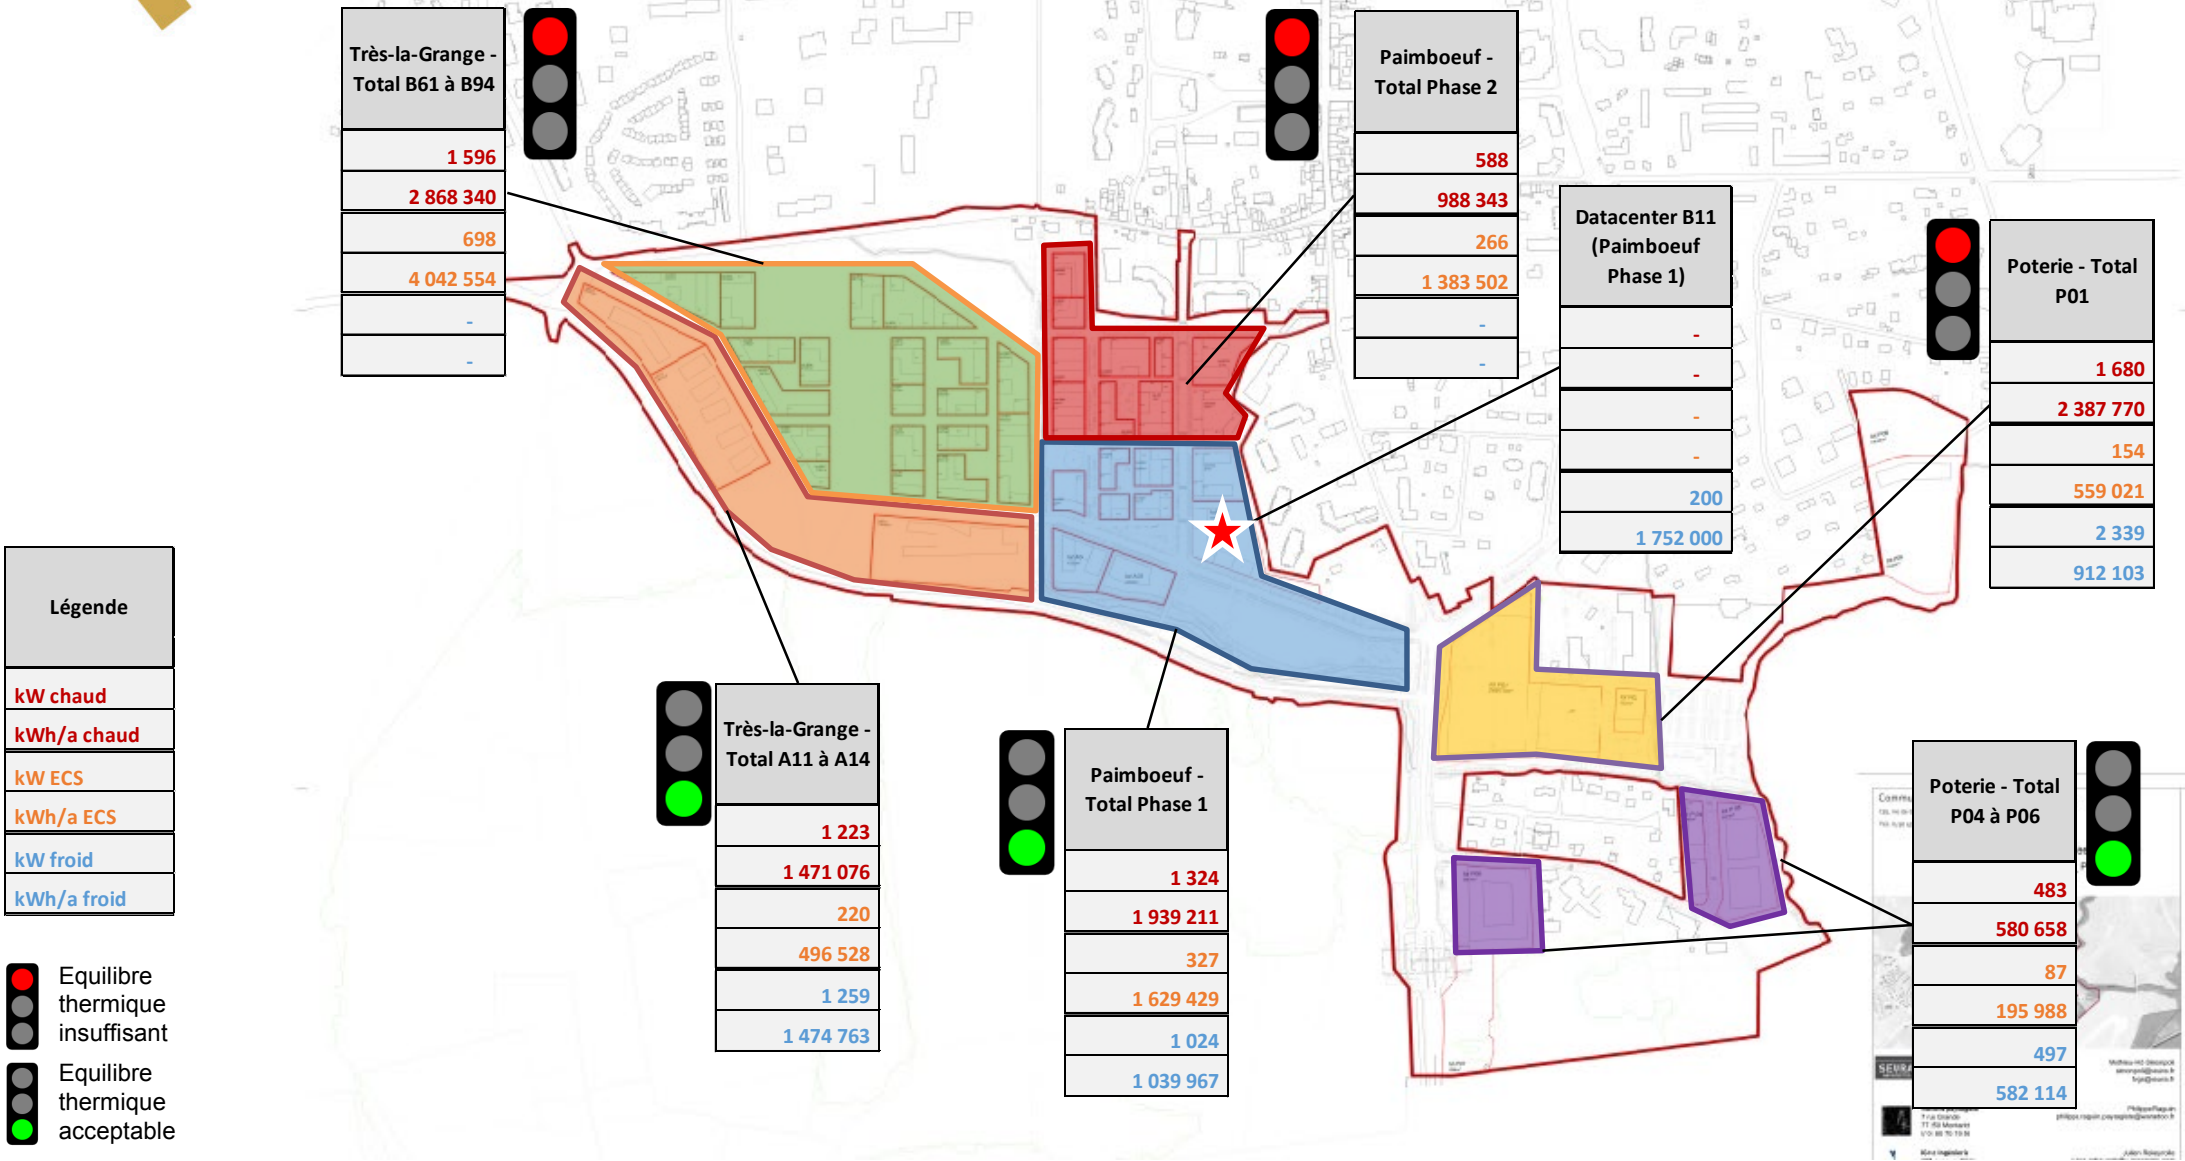 Très-la-Grange -
Total B61 à B94
1 596
2 868 340
698
4 042 554
-
-
Paimboeuf -
Total Phase 2
588
988 343
266
1 383 502
-
-
Datacenter B11
(Paimboeuf
Phase 1)
-
-
-
-
200
1 752 000
Poterie - Total
P01
1 680
2 387 770
154
559 021
2 339
912 103
Légende
kW chaud
kWh/a chaud
kW ECS
kWh/a ECS
kW froid
kWh/a froid
Equilibre
thermique
insuffisant
Equilibre
thermique
acceptable
Très-la-Grange -
Total A11 à A14
1 223
1 471 076
220
496 528
1 259
1 474 763
Paimboeuf -
Total Phase 1
1 324
1 939 211
327
1 629 429
1 024
1 039 967
Poterie - Total
P04 à P06
483
580 658
87
195 988
497
582 114